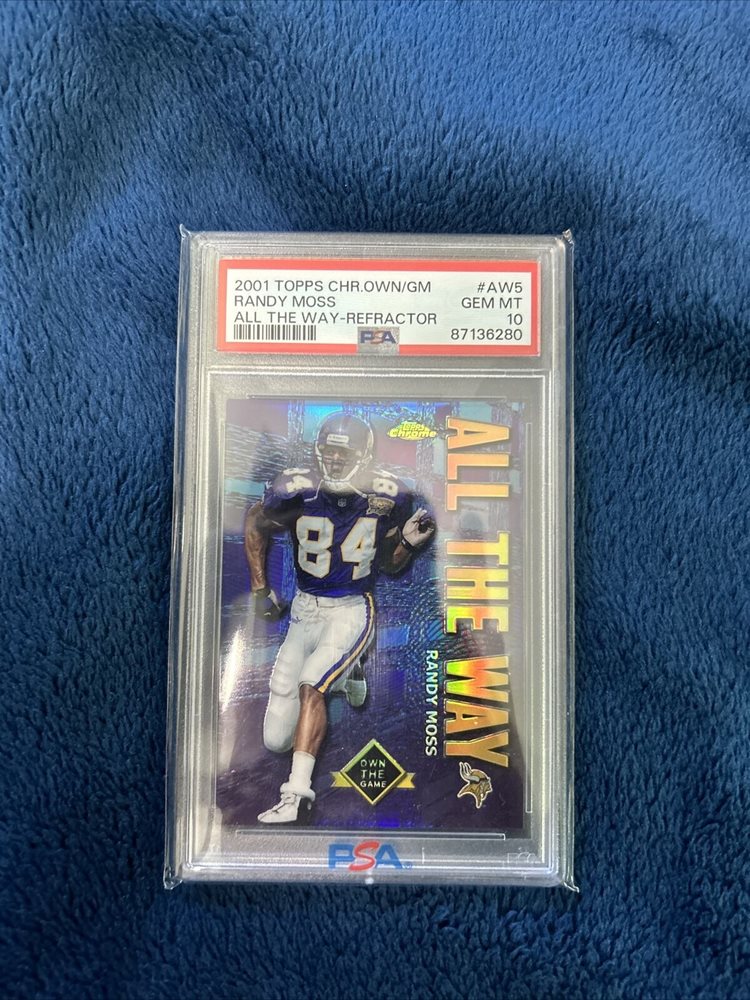 2001 TOPPS CHR.OWN/GM #AW5
RANDY MOSS GEM MT
ALL THE WAY-REFRACTOR 10
PSA 87136280
Topps
Chrome
ALL THE WAY
RANDY MOSS
84
84
OWN
THE
GAME
PSA